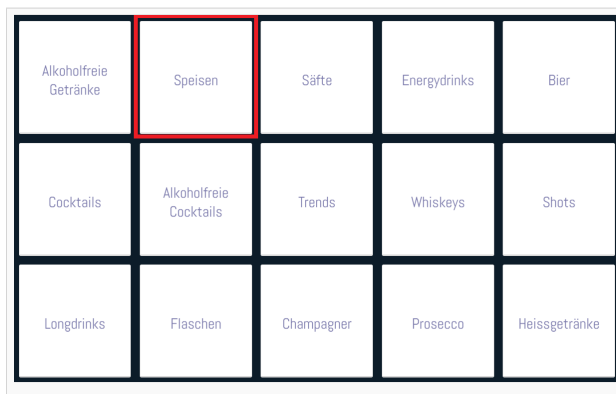 Alkoholfreie
Getränke
Speisen
Säfte
Energydrinks
Bier
Cocktails
Alkoholfreie
Cocktails
Trends
Whiskeys
Shots
Longdrinks
Flaschen
Champagner
Prosecco
Heissgetränke